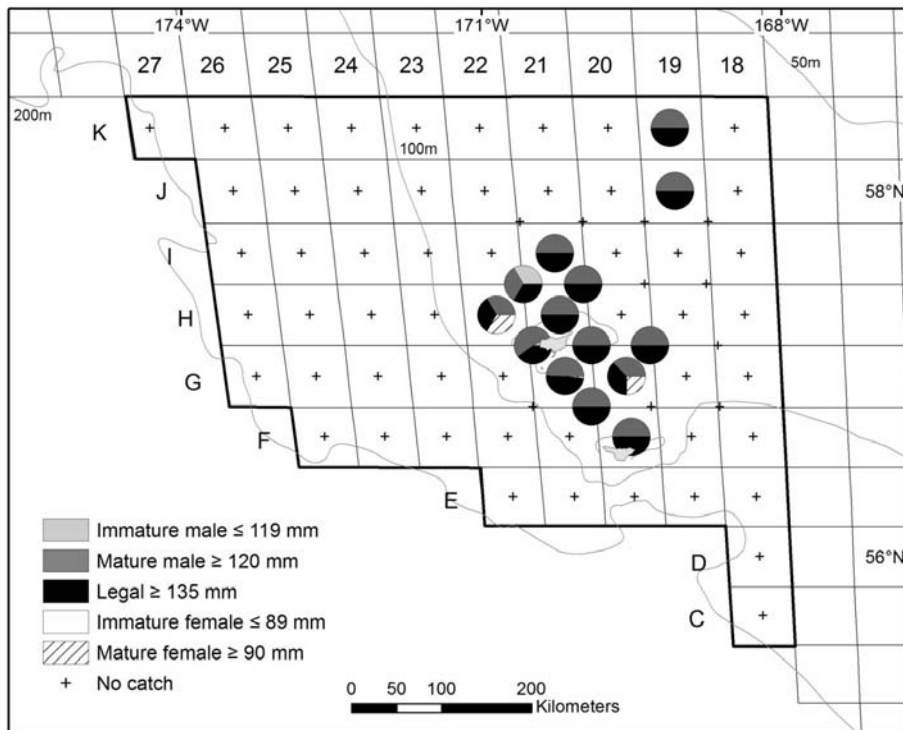 174°W 171°W 168°W
27 26 25 24 23 22 21 20 19 18
50m
200m
K
100m
J
58°N
I
H
G
F
E
Immature male ≤ 119 mm
Mature male ≥ 120 mm
D
56°N
Legal ≥ 135 mm
Immature female ≤ 89 mm
C
Mature female ≥ 90 mm
+ No catch
0 50 100 200
Kilometers